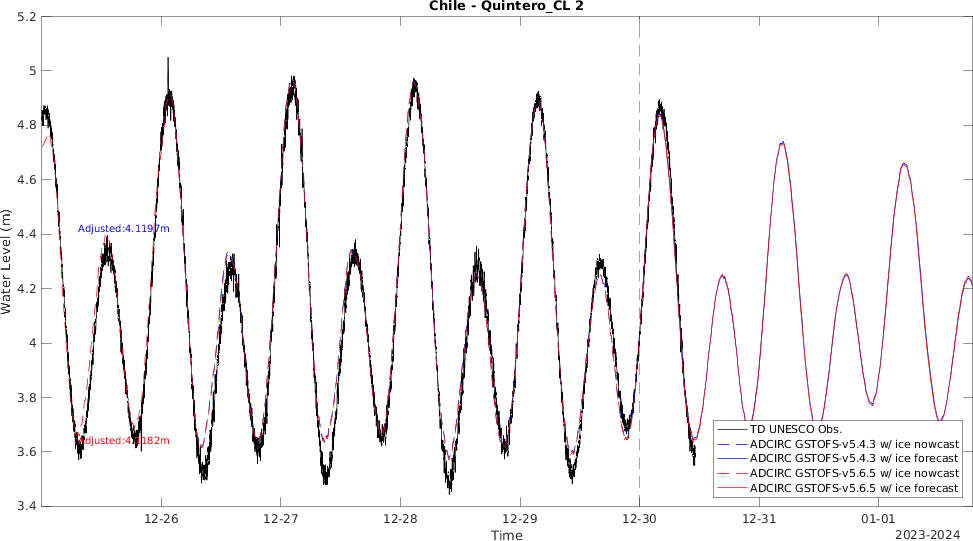 Chile - Quintero_CL 2
5.2
5
4.8
4.6
4.4
4.2
4
3.8
3.6
3.4
Water Level (m)
Adjusted:4.1197m
Adjusted:4.1182m
TD UNESCO Obs.
ADCIRC GSTOFS-v5.4.3 w/ ice nowcast
ADCIRC GSTOFS-v5.4.3 w/ ice forecast
ADCIRC GSTOFS-v5.6.5 w/ ice nowcast
ADCIRC GSTOFS-v5.6.5 w/ ice forecast
12-26
12-27
12-28
12-29
12-30
12-31
01-01
Time
2023-2024